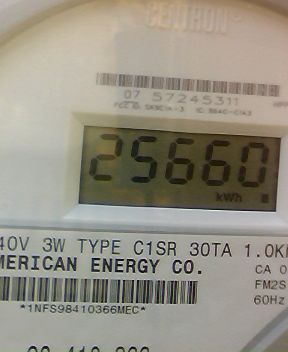 CENTRON
07 57245311
25660
kWh
40V 3W TYPE C1SR 30TA 1.0K
MERICAN ENERGY CO.
CA 0
FM2S
60Hz
*1NFS98410366MEC*